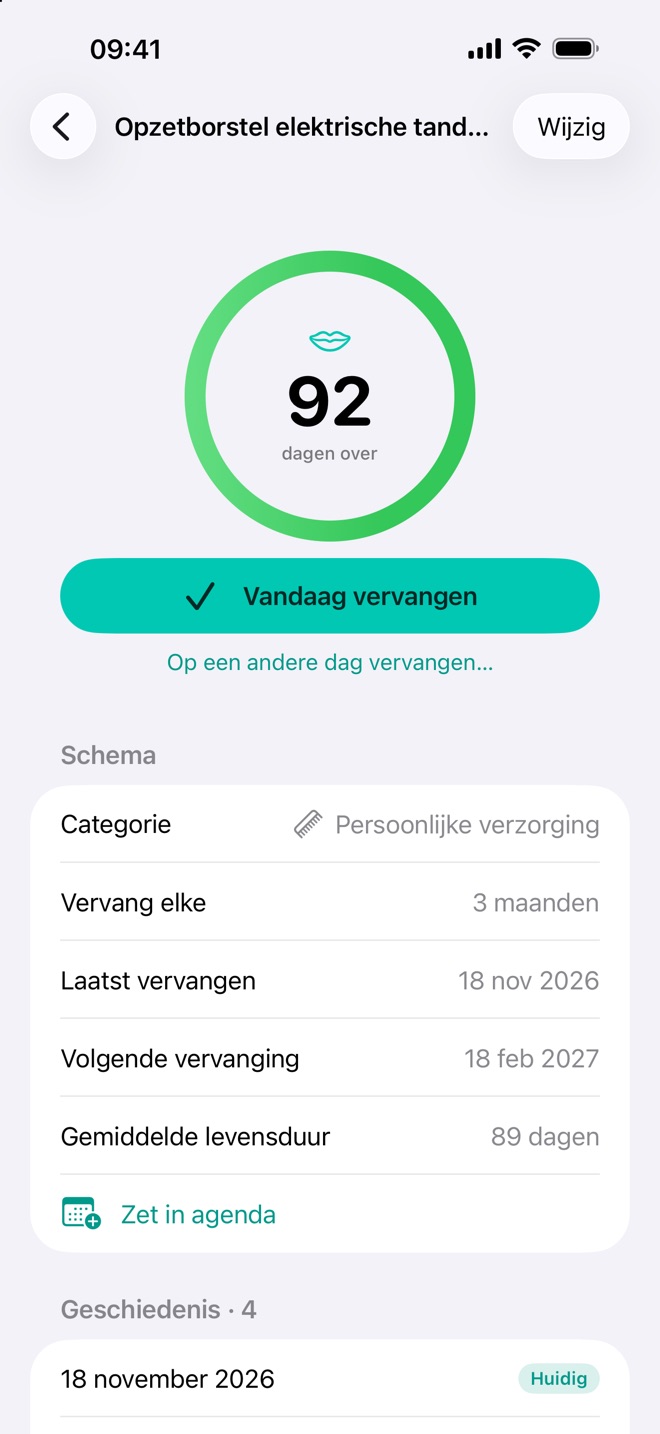 09:41
Opzetborstel elektrische tand...
Wijzig
92
dagen over
Vandaag vervangen
Op een andere dag vervangen...
Schema
Categorie
Persoonlijke verzorging
Vervang elke
3 maanden
Laatst vervangen
18 nov 2026
Volgende vervanging
18 feb 2027
Gemiddelde levensduur
89 dagen
Zet in agenda
Geschiedenis · 4
18 november 2026
Huidig